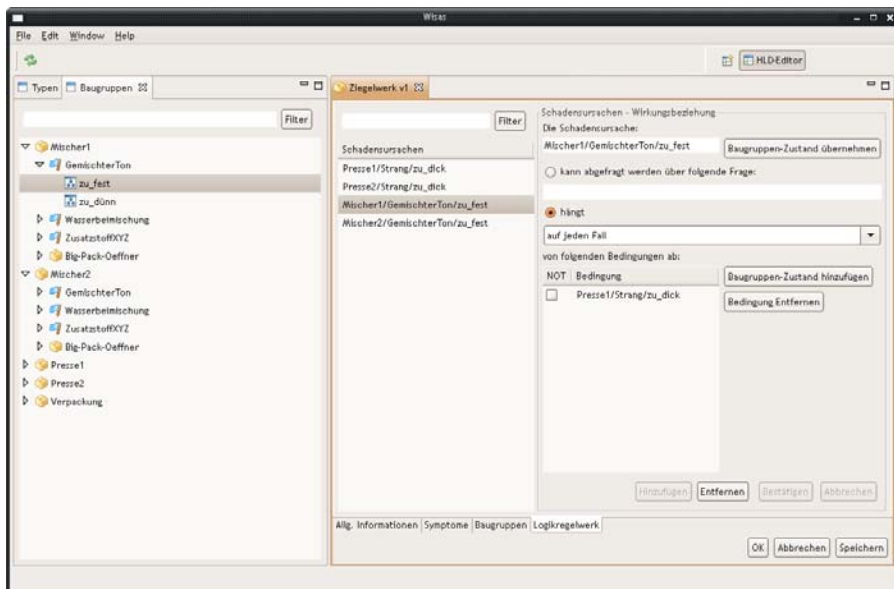 Wisas
File Edit Window Help
HLD-Editor
Typen Baugruppen
Filter
Mischer1
GemischterTon
zu_fest
zu_dünn
Wasserbeimischung
ZusatzstoffXYZ
Big-Pack-Oeffner
Mischer2
GemischterTon
Wasserbeimischung
ZusatzstoffXYZ
Big-Pack-Oeffner
Presse1
Presse2
Verpackung
Ziegelwerk v1
Filter
Schadensursachen
Presse1/Strang/zu_dick
Presse2/Strang/zu_dick
Mischer1/GemischterTon/zu_fest
Mischer2/GemischterTon/zu_fest
Schadensursachen - Wirkungsbeziehung
Die Schadensursache:
Mischer1/GemischterTon/zu_fest Baugruppen-Zustand übernehmen
kann abgefragt werden über folgende Frage:
hängt
auf jeden Fall
von folgenden Bedingungen ab:
NOT Bedingung Baugruppen-Zustand hinzufügen
Presse1/Strang/zu_dick
Bedingung Entfernen
Hinzufügen Entfernen Bestätigen Abbrechen
Allg. Informationen Symptome Baugruppen Logikregelwerk
OK Abbrechen Speichern